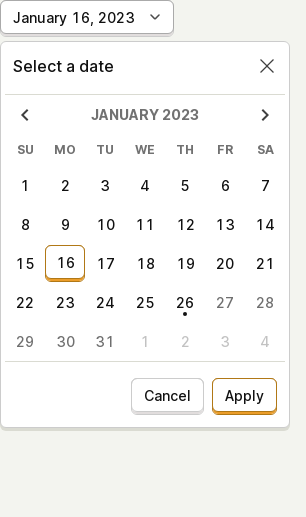 January 16, 2023
Select a date
JANUARY 2023
SU MO TU WE TH FR SA
1 2 3 4 5 6 7
8 9 10 11 12 13 14
15 16 17 18 19 20 21
22 23 24 25 26 27 28
29 30 31 1 2 3 4
Cancel Apply